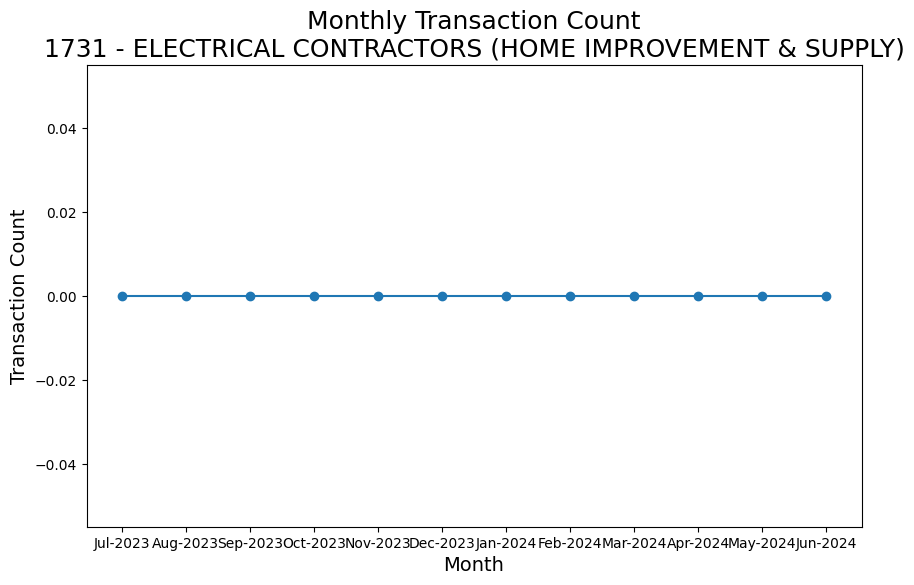 Monthly Transaction Count
1731 - ELECTRICAL CONTRACTORS (HOME IMPROVEMENT & SUPPLY)
Transaction Count
0.04
0.02
0.00
−0.02
−0.04
Jul-2023 Aug-2023 Sep-2023 Oct-2023 Nov-2023 Dec-2023 Jan-2024 Feb-2024 Mar-2024 Apr-2024 May-2024 Jun-2024
Month